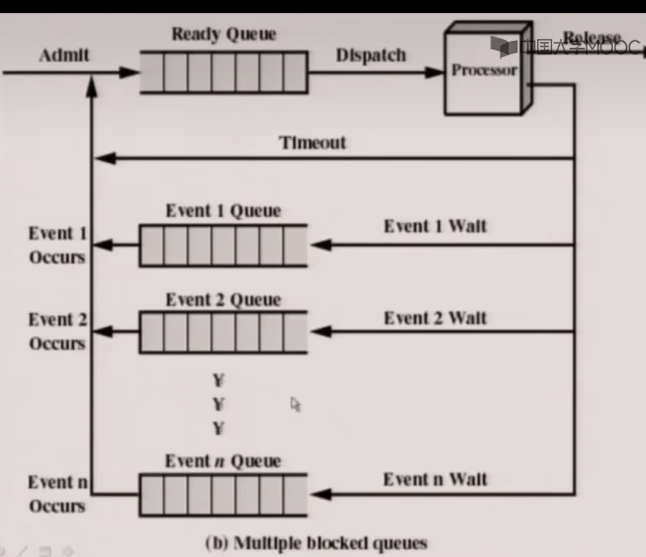 Ready Queue
Admit
Dispatch
Release
中国大学MOOC
Processor
Timeout
Event 1 Queue
Event 1
Occurs
Event 1 Wait
Event 2 Queue
Event 2
Occurs
Event 2 Wait
¥
¥
¥
Event n Queue
Event n
Occurs
Event n Wait
(b) Multiple blocked queues